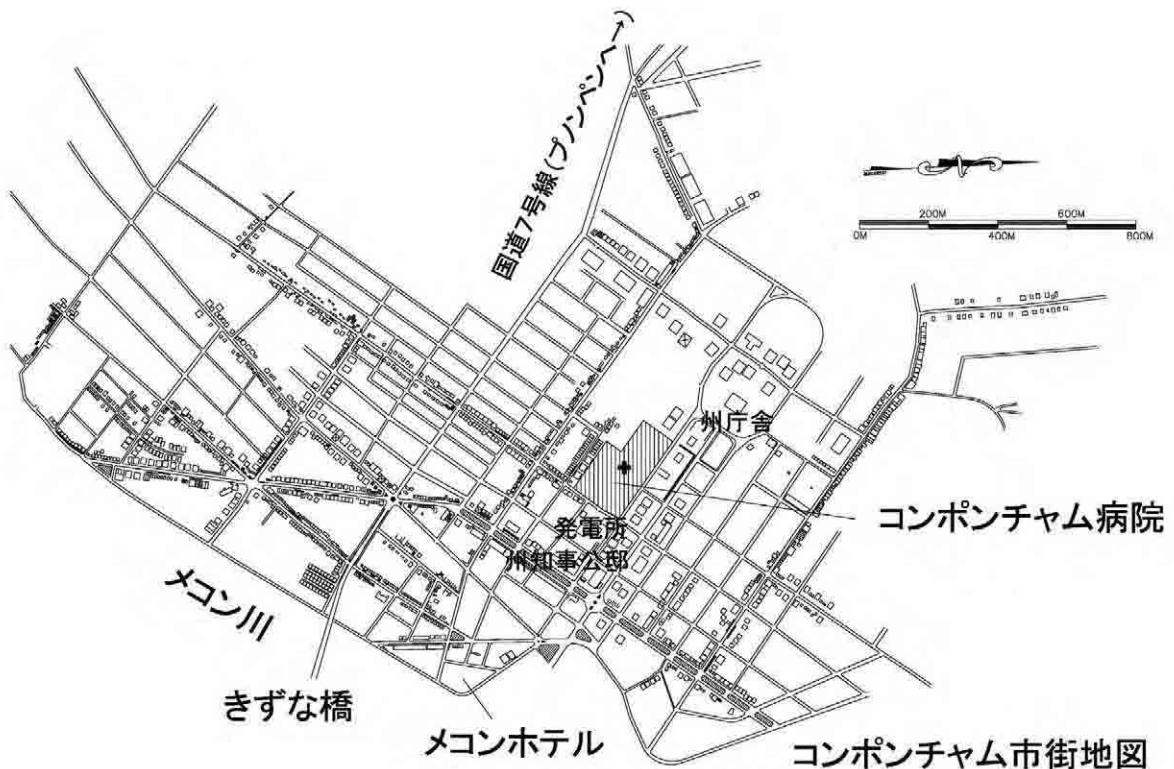 国道7号線(プノンペンへ→)
200M
600M
0M
400M
800M
州庁舎
コンポンチャム病院
発電所
州知事公邸
メコン川
きずな橋
メコンホテル
コンポンチャム市街地図